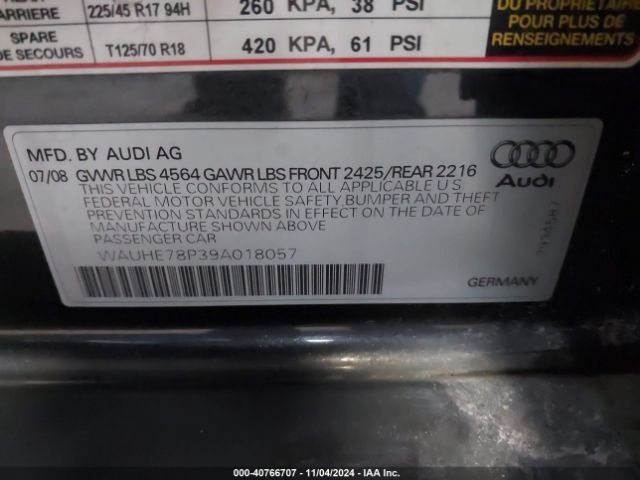 ARRIERE 225/45 R17 94H 260 KPA, 38 PSI
SPARE
DE SECOURS T125/70 R18 420 KPA, 61 PSI
DU PROPRIETAIRE
POUR PLUS DE
RENSEIGNEMENTS
MFD. BY AUDI AG
07/08 GVWR LBS 4564 GAWR LBS FRONT 2425/REAR 2216
THIS VEHICLE CONFORMS TO ALL APPLICABLE U S
FEDERAL MOTOR VEHICLE SAFETY,BUMPER AND THEFT
PREVENTION STANDARDS IN EFFECT ON THE DATE OF
MANUFACTURE SHOWN ABOVE
PASSENGER CAR
WAUHE78P39A018057
Audi
GERMANY
000-40766707 - 11/04/2024 - IAA Inc.